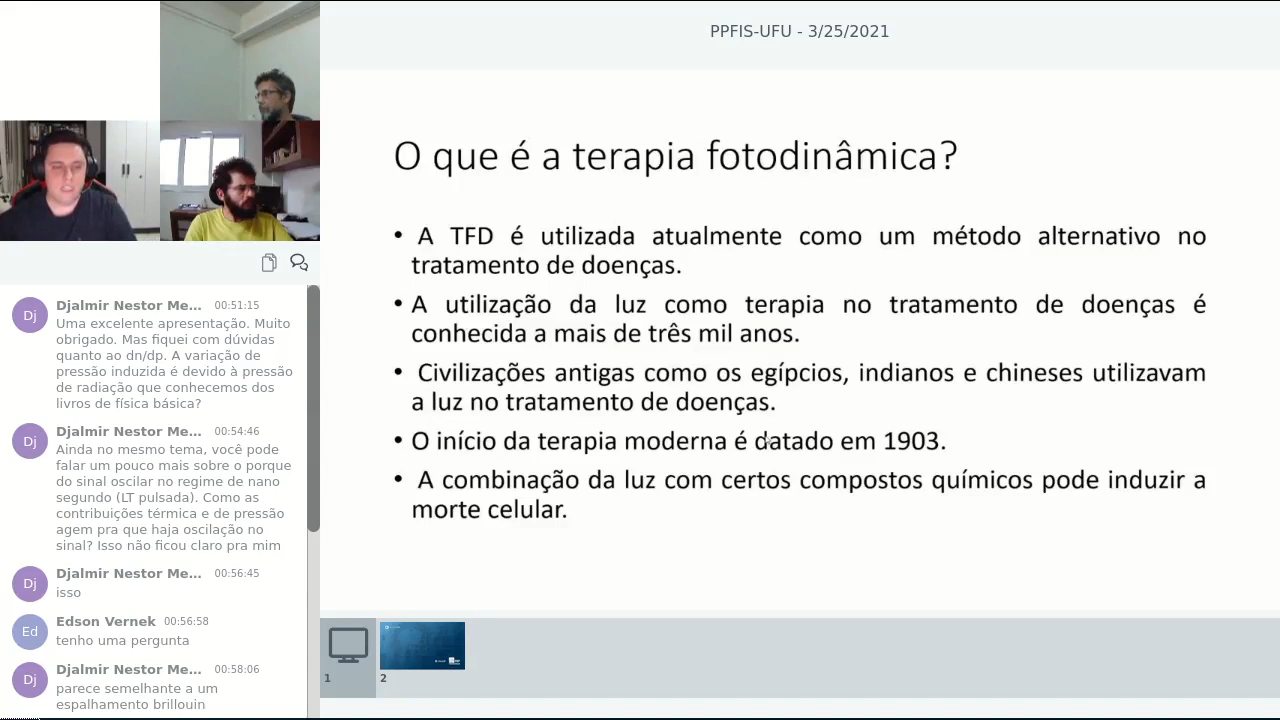 PPFIS-UFU - 3/25/2021
O que é a terapia fotodinâmica?
• A TFD é utilizada atualmente como um método alternativo no
tratamento de doenças.
• A utilização da luz como terapia no tratamento de doenças é
conhecida a mais de três mil anos.
• Civilizações antigas como os egípcios, indianos e chineses utilizavam
a luz no tratamento de doenças.
• O início da terapia moderna é datado em 1903.
• A combinação da luz com certos compostos químicos pode induzir a
morte celular.
Dj
Djalmir Nestor Me... 00:51:15
Uma excelente apresentação. Muito
obrigado. Mas fiquei com dúvidas
quanto ao dn/dp. A variação de
pressão induzida é devido à pressão
de radiação que conhecemos dos
livros de física básica?
Dj
Djalmir Nestor Me... 00:54:46
Ainda no mesmo tema, você pode
falar um pouco mais sobre o porque
do sinal oscilar no regime de nano
segundo (LT pulsada). Como as
contribuições térmica e de pressão
agem pra que haja oscilação no
sinal? Isso não ficou claro pra mim
Dj
Djalmir Nestor Me... 00:56:45
isso
Ed
Edson Vernek 00:56:58
tenho uma pergunta
Dj
Djalmir Nestor Me... 00:58:06
parece semelhante a um
espalhamento brillouin
1
2